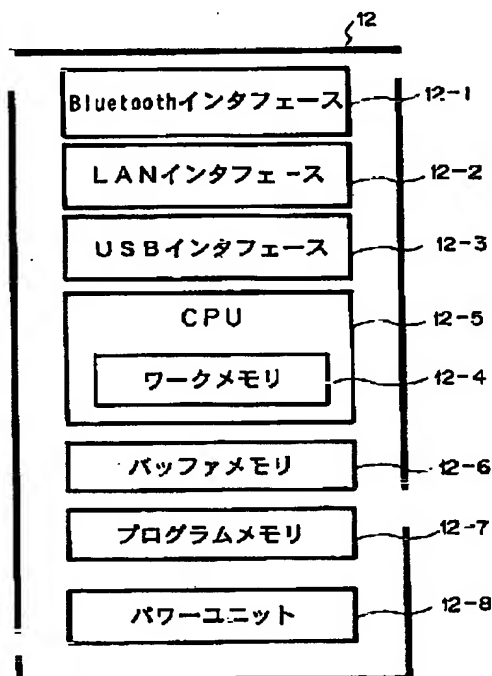 12
Bluetoothインタフェース 12-1
LANインタフェース 12-2
USBインタフェース 12-3
CPU 12-5
ワークメモリ 12-4
バッファメモリ 12-6
プログラムメモリ 12-7
パワーユニット 12-8